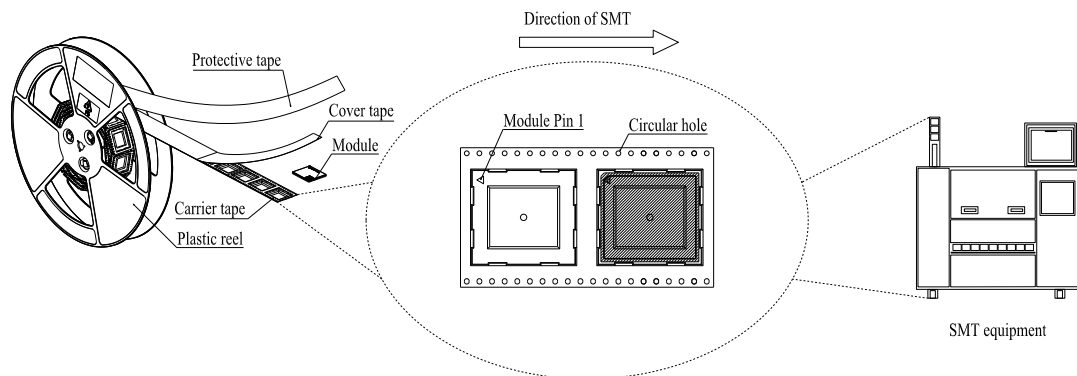 Direction of SMT
Protective tape
Cover tape
Module
Carrier tape
Plastic reel
Module Pin 1
Circular hole
SMT equipment